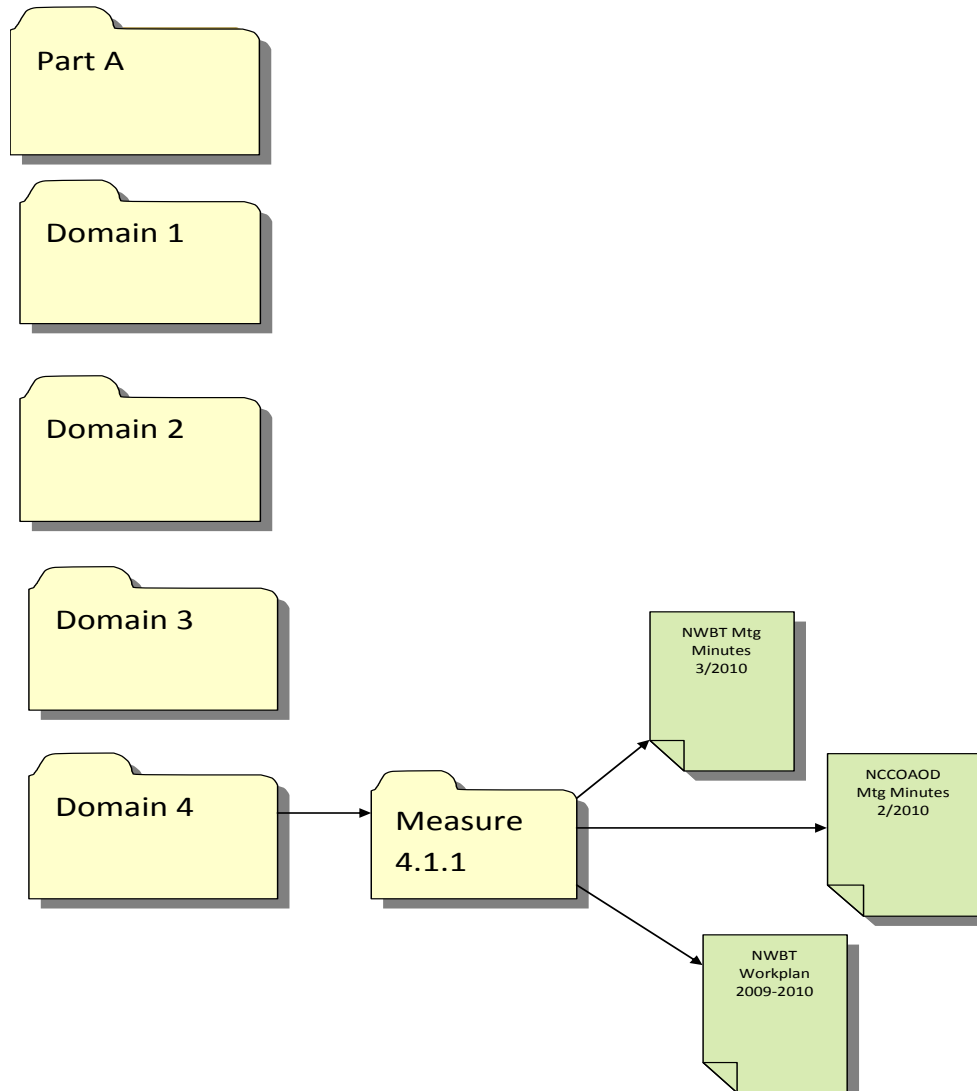 Part A
Domain 1
Domain 2
Domain 3
NWBT Mtg
Minutes
3/2010
Domain 4
Measure
4.1.1
NCCOAOD
Mtg Minutes
2/2010
NWBT
Workplan
2009-2010